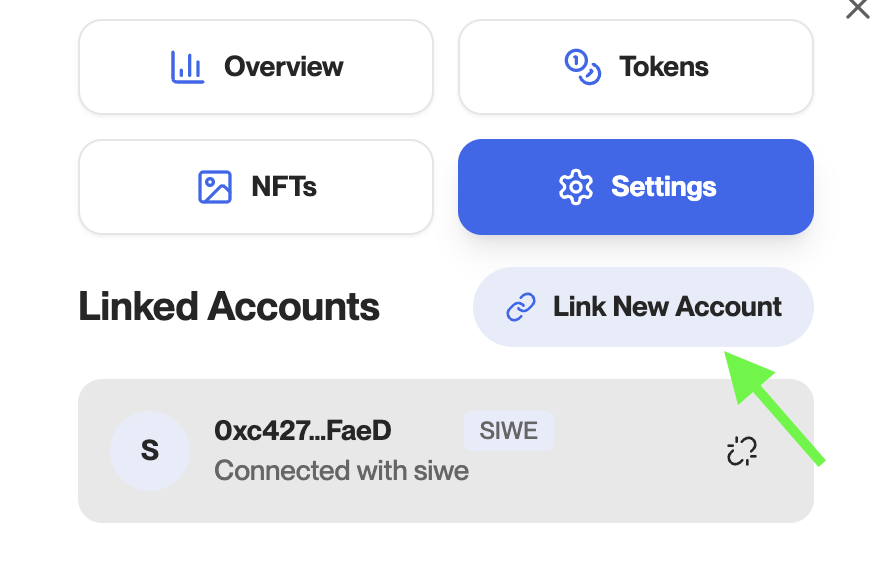 Overview
Tokens
NFTs
Settings
Linked Accounts
Link New Account
S
0xc427...FaeD
SIWE
Connected with siwe